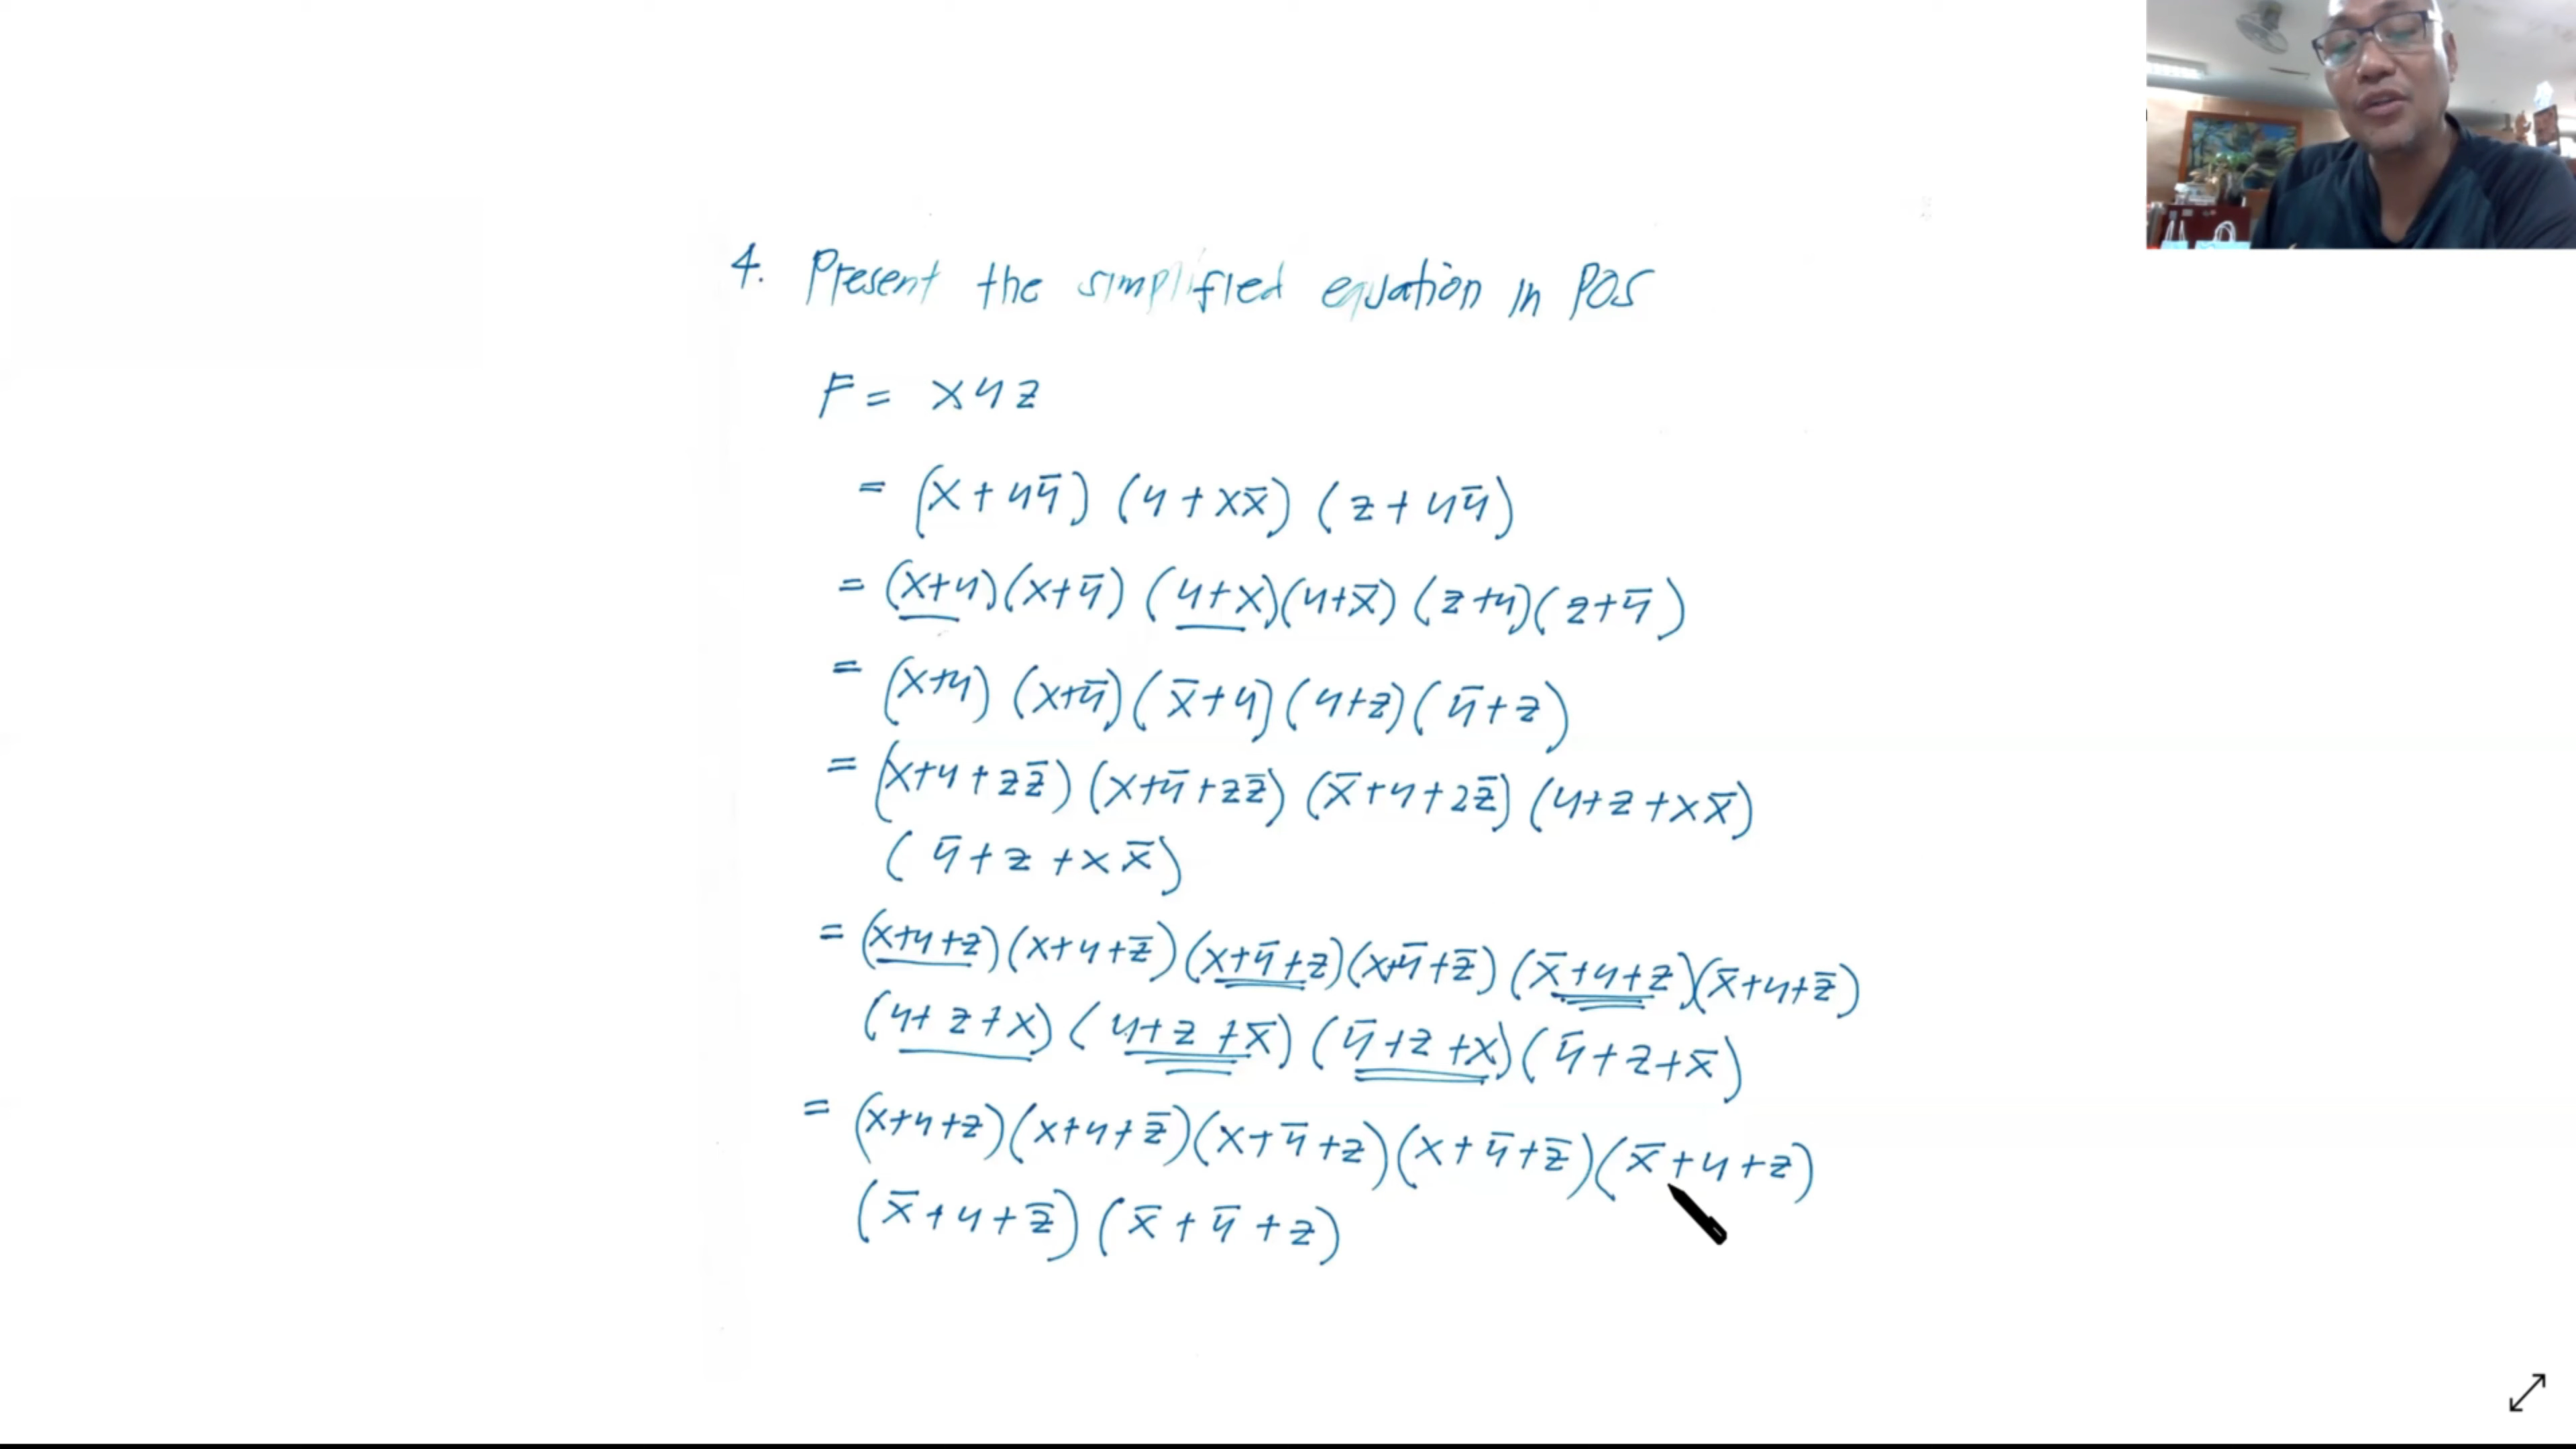 4. Present the simplified equation in POS
F = xyz
= (x+yȳ) (y+xx̄) (z+yȳ)
= (x+y)(x+ȳ) (y+x)(y+x̄) (z+y)(z+ȳ)
= (x+y) (x+ȳ) (x̄+y) (y+z) (ȳ+z)
= (x+y+zz̄) (x+ȳ+zz̄) (x̄+y+zz̄) (y+z+xx̄)
(ȳ+z+xx̄)
= (x+y+z)(x+y+z̄)(x+ȳ+z)(x+ȳ+z̄) (x̄+y+z)(x̄+y+z̄)
(y+z+x) (y+z+x̄) (ȳ+z+x)(ȳ+z+x̄)
= (x+y+z)(x+y+z̄)(x+ȳ+z)(x+ȳ+z̄)(x̄+y+z)
(x̄+y+z̄) (x̄+ȳ+z)